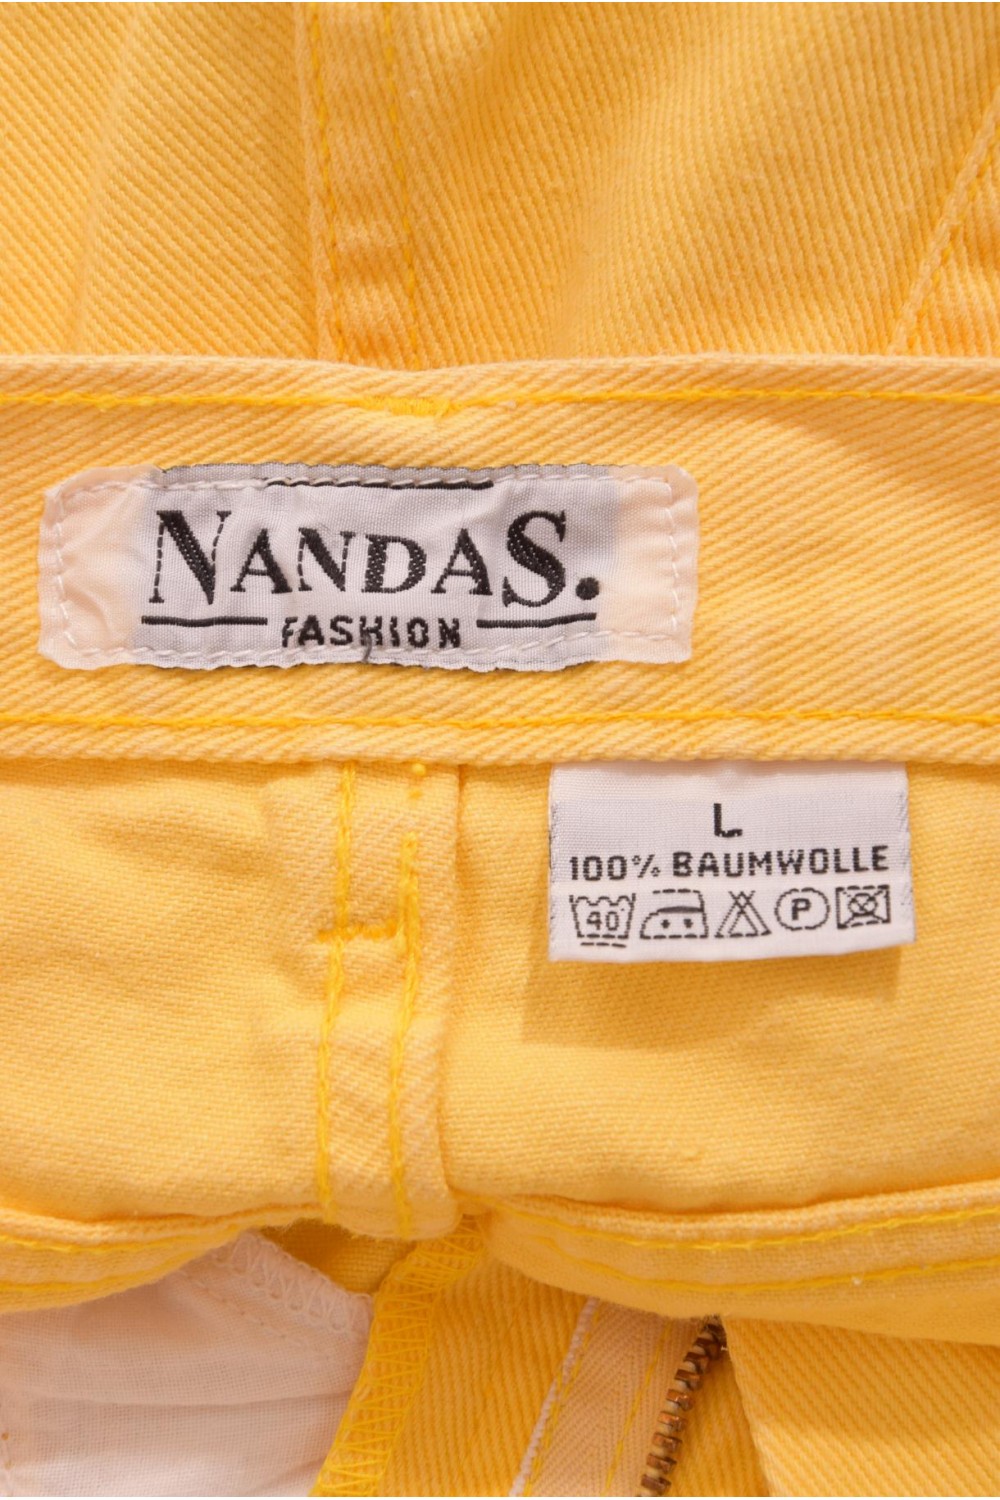 NANDAS.
FASHION
L
100% BAUMWOLLE
40 P